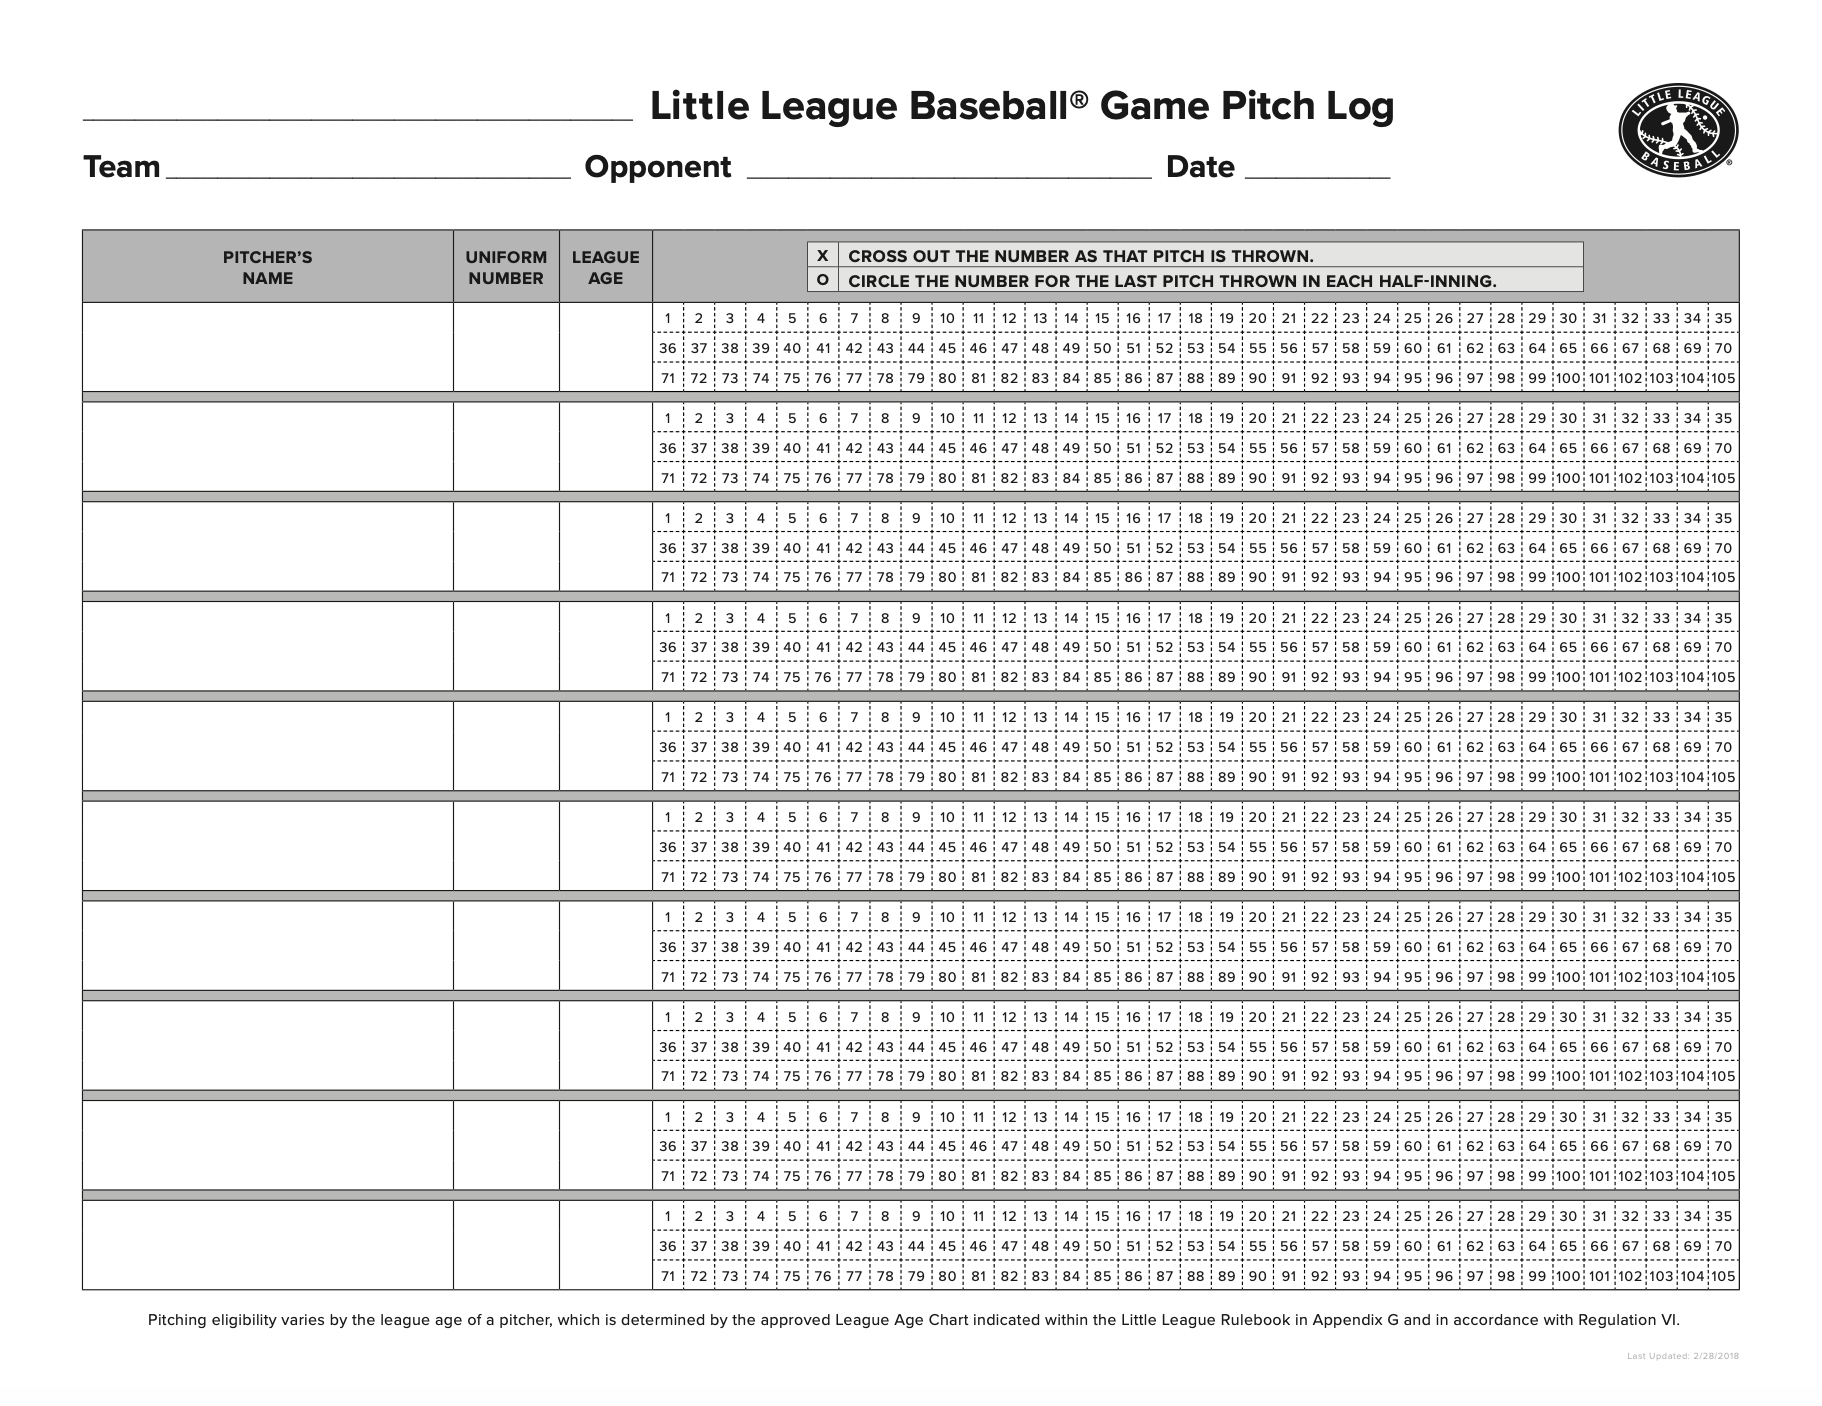 Little League Baseball® Game Pitch Log
LITTLE LEAGUE BASEBALL ®
Team Opponent Date
PITCHER'S NAME UNIFORM NUMBER LEAGUE AGE
X CROSS OUT THE NUMBER AS THAT PITCH IS THROWN.
O CIRCLE THE NUMBER FOR THE LAST PITCH THROWN IN EACH HALF-INNING.
1 2 3 4 5 6 7 8 9 10 11 12 13 14 15 16 17 18 19 20 21 22 23 24 25 26 27 28 29 30 31 32 33 34 35
36 37 38 39 40 41 42 43 44 45 46 47 48 49 50 51 52 53 54 55 56 57 58 59 60 61 62 63 64 65 66 67 68 69 70
71 72 73 74 75 76 77 78 79 80 81 82 83 84 85 86 87 88 89 90 91 92 93 94 95 96 97 98 99 100 101 102 103 104 105
1 2 3 4 5 6 7 8 9 10 11 12 13 14 15 16 17 18 19 20 21 22 23 24 25 26 27 28 29 30 31 32 33 34 35
36 37 38 39 40 41 42 43 44 45 46 47 48 49 50 51 52 53 54 55 56 57 58 59 60 61 62 63 64 65 66 67 68 69 70
71 72 73 74 75 76 77 78 79 80 81 82 83 84 85 86 87 88 89 90 91 92 93 94 95 96 97 98 99 100 101 102 103 104 105
1 2 3 4 5 6 7 8 9 10 11 12 13 14 15 16 17 18 19 20 21 22 23 24 25 26 27 28 29 30 31 32 33 34 35
36 37 38 39 40 41 42 43 44 45 46 47 48 49 50 51 52 53 54 55 56 57 58 59 60 61 62 63 64 65 66 67 68 69 70
71 72 73 74 75 76 77 78 79 80 81 82 83 84 85 86 87 88 89 90 91 92 93 94 95 96 97 98 99 100 101 102 103 104 105
1 2 3 4 5 6 7 8 9 10 11 12 13 14 15 16 17 18 19 20 21 22 23 24 25 26 27 28 29 30 31 32 33 34 35
36 37 38 39 40 41 42 43 44 45 46 47 48 49 50 51 52 53 54 55 56 57 58 59 60 61 62 63 64 65 66 67 68 69 70
71 72 73 74 75 76 77 78 79 80 81 82 83 84 85 86 87 88 89 90 91 92 93 94 95 96 97 98 99 100 101 102 103 104 105
1 2 3 4 5 6 7 8 9 10 11 12 13 14 15 16 17 18 19 20 21 22 23 24 25 26 27 28 29 30 31 32 33 34 35
36 37 38 39 40 41 42 43 44 45 46 47 48 49 50 51 52 53 54 55 56 57 58 59 60 61 62 63 64 65 66 67 68 69 70
71 72 73 74 75 76 77 78 79 80 81 82 83 84 85 86 87 88 89 90 91 92 93 94 95 96 97 98 99 100 101 102 103 104 105
1 2 3 4 5 6 7 8 9 10 11 12 13 14 15 16 17 18 19 20 21 22 23 24 25 26 27 28 29 30 31 32 33 34 35
36 37 38 39 40 41 42 43 44 45 46 47 48 49 50 51 52 53 54 55 56 57 58 59 60 61 62 63 64 65 66 67 68 69 70
71 72 73 74 75 76 77 78 79 80 81 82 83 84 85 86 87 88 89 90 91 92 93 94 95 96 97 98 99 100 101 102 103 104 105
1 2 3 4 5 6 7 8 9 10 11 12 13 14 15 16 17 18 19 20 21 22 23 24 25 26 27 28 29 30 31 32 33 34 35
36 37 38 39 40 41 42 43 44 45 46 47 48 49 50 51 52 53 54 55 56 57 58 59 60 61 62 63 64 65 66 67 68 69 70
71 72 73 74 75 76 77 78 79 80 81 82 83 84 85 86 87 88 89 90 91 92 93 94 95 96 97 98 99 100 101 102 103 104 105
1 2 3 4 5 6 7 8 9 10 11 12 13 14 15 16 17 18 19 20 21 22 23 24 25 26 27 28 29 30 31 32 33 34 35
36 37 38 39 40 41 42 43 44 45 46 47 48 49 50 51 52 53 54 55 56 57 58 59 60 61 62 63 64 65 66 67 68 69 70
71 72 73 74 75 76 77 78 79 80 81 82 83 84 85 86 87 88 89 90 91 92 93 94 95 96 97 98 99 100 101 102 103 104 105
1 2 3 4 5 6 7 8 9 10 11 12 13 14 15 16 17 18 19 20 21 22 23 24 25 26 27 28 29 30 31 32 33 34 35
36 37 38 39 40 41 42 43 44 45 46 47 48 49 50 51 52 53 54 55 56 57 58 59 60 61 62 63 64 65 66 67 68 69 70
71 72 73 74 75 76 77 78 79 80 81 82 83 84 85 86 87 88 89 90 91 92 93 94 95 96 97 98 99 100 101 102 103 104 105
1 2 3 4 5 6 7 8 9 10 11 12 13 14 15 16 17 18 19 20 21 22 23 24 25 26 27 28 29 30 31 32 33 34 35
36 37 38 39 40 41 42 43 44 45 46 47 48 49 50 51 52 53 54 55 56 57 58 59 60 61 62 63 64 65 66 67 68 69 70
71 72 73 74 75 76 77 78 79 80 81 82 83 84 85 86 87 88 89 90 91 92 93 94 95 96 97 98 99 100 101 102 103 104 105
Pitching eligibility varies by the league age of a pitcher, which is determined by the approved League Age Chart indicated within the Little League Rulebook in Appendix G and in accordance with Regulation VI.
Last Updated: 2/28/2018